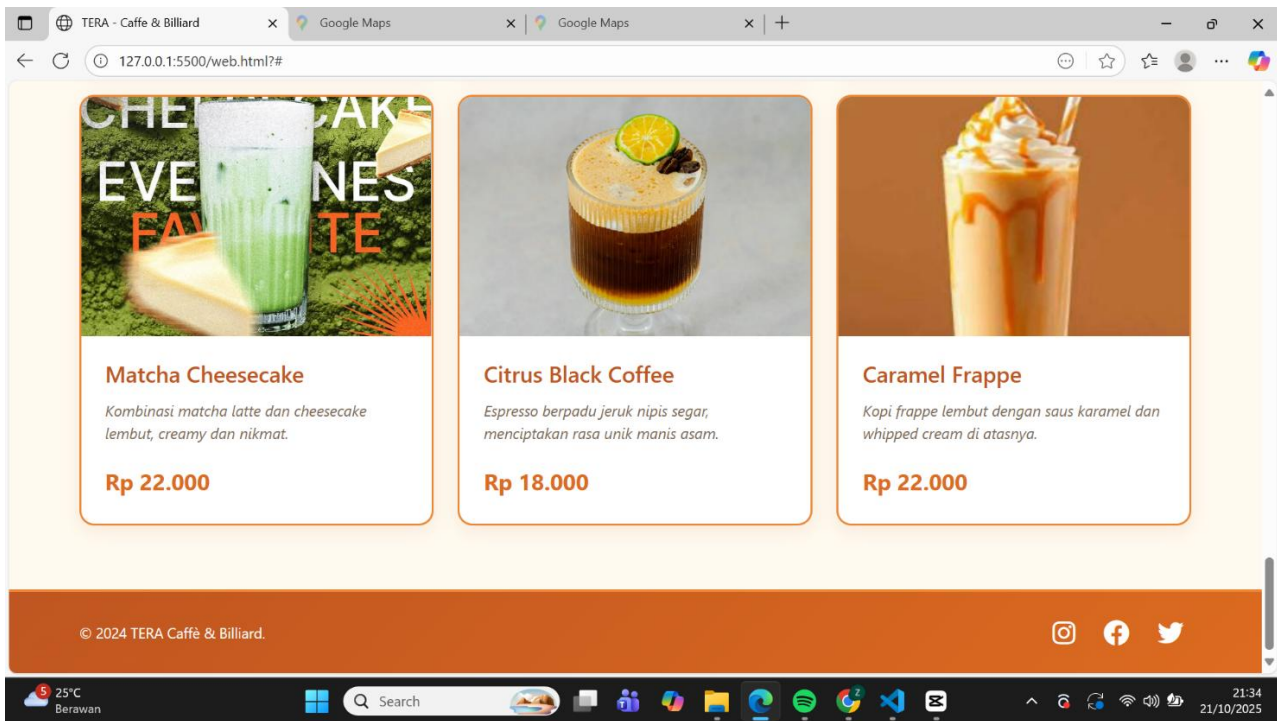 TERA - Caffe & Billiard
Google Maps
Google Maps
127.0.0.1:5500/web.html?#
EVE NES
Matcha Cheesecake
Kombinasi matcha latte dan cheesecake
lembut, creamy dan nikmat.
Rp 22.000
Citrus Black Coffee
Espresso berpadu jeruk nipis segar,
menciptakan rasa unik manis asam.
Rp 18.000
Caramel Frappe
Kopi frappe lembut dengan saus karamel dan
whipped cream di atasnya.
Rp 22.000
© 2024 TERA Caffè & Billiard.
5
25°C
Berawan
Search
Z
21:34
21/10/2025